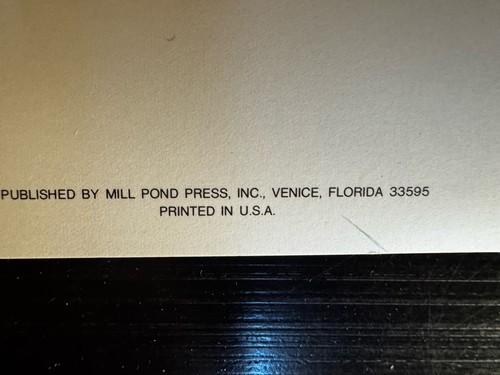 PUBLISHED BY MILL POND PRESS, INC., VENICE, FLORIDA 33595
PRINTED IN U.S.A.